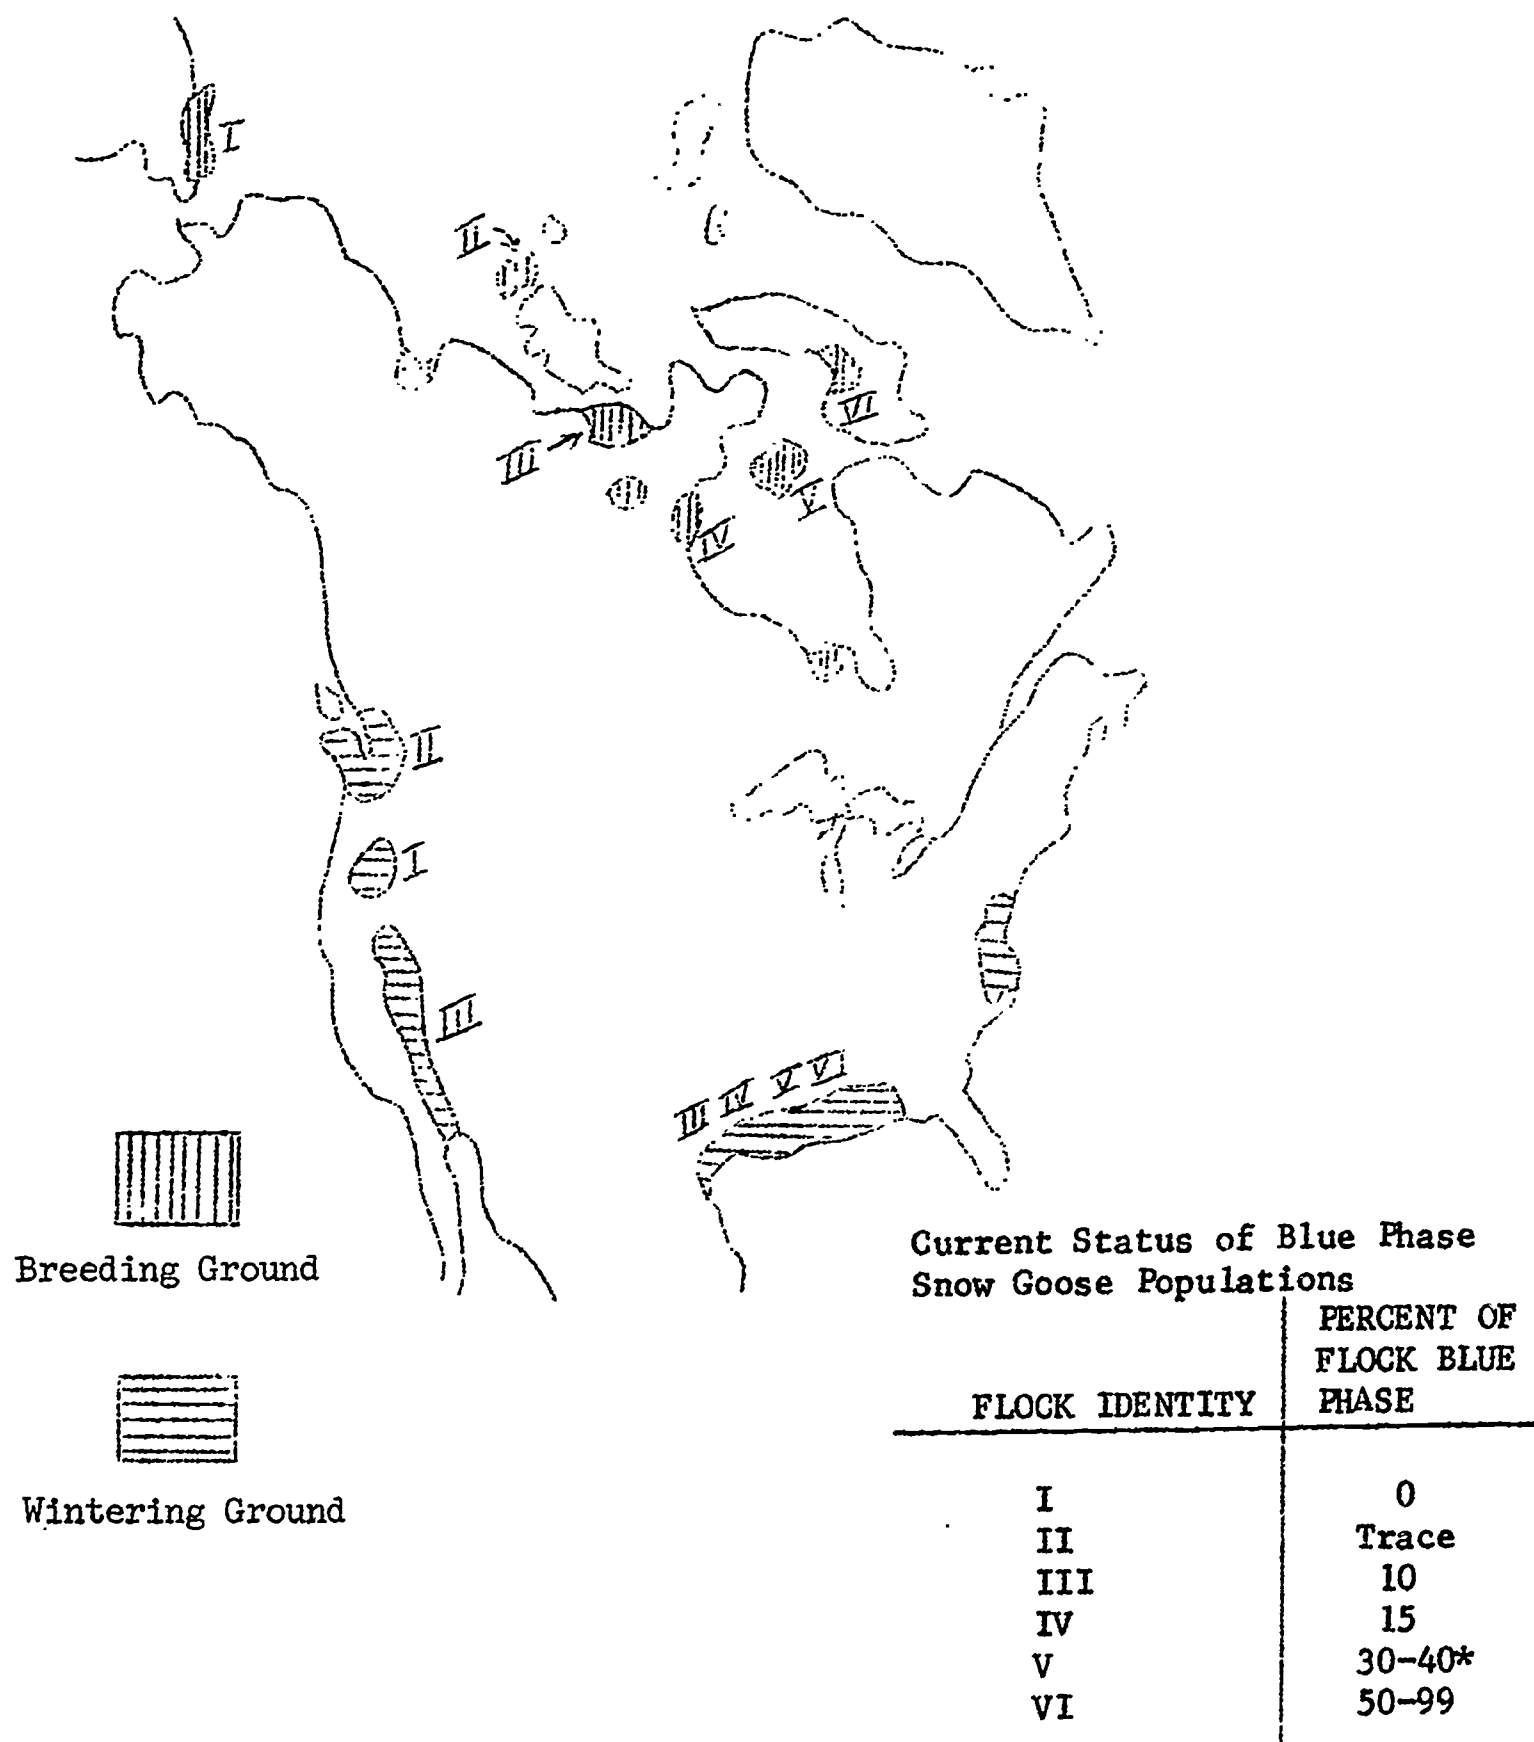 I
II
III
VI
V
IV
II
I
III
III IV V V
Breeding Ground
Wintering Ground
Current Status of Blue Phase
Snow Goose Populations
FLOCK IDENTITY PERCENT OF
FLOCK BLUE
PHASE
I 0
II Trace
III 10
IV 15
V 30-40*
VI 50-99